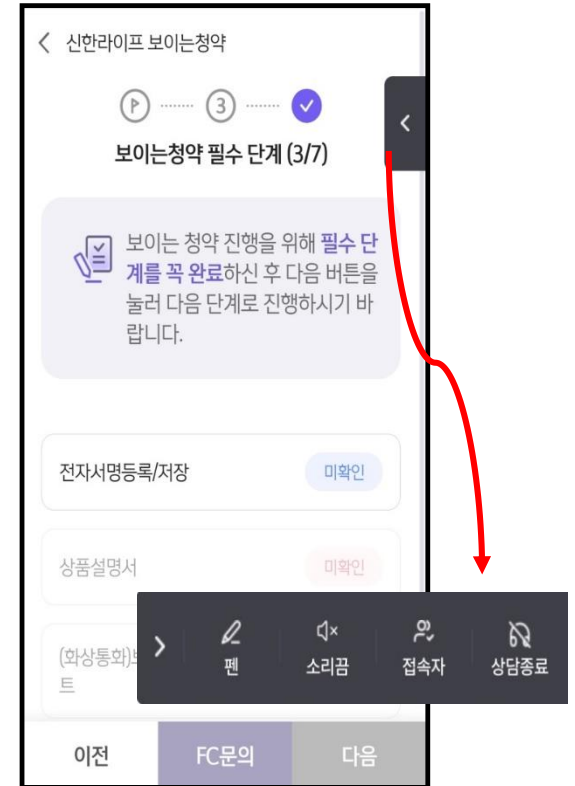 신한라이프 보이는청약
3
보이는청약 필수 단계 (3/7)
보이는 청약 진행을 위해 필수 단
계를 꼭 완료하신 후 다음 버튼을
눌러 다음 단계로 진행하시기 바
랍니다.
전자서명등록/저장
미확인
상품설명서
미확인
(화상통화)
트
펜
소리끔
접속자
상담종료
이전
FC문의
다음